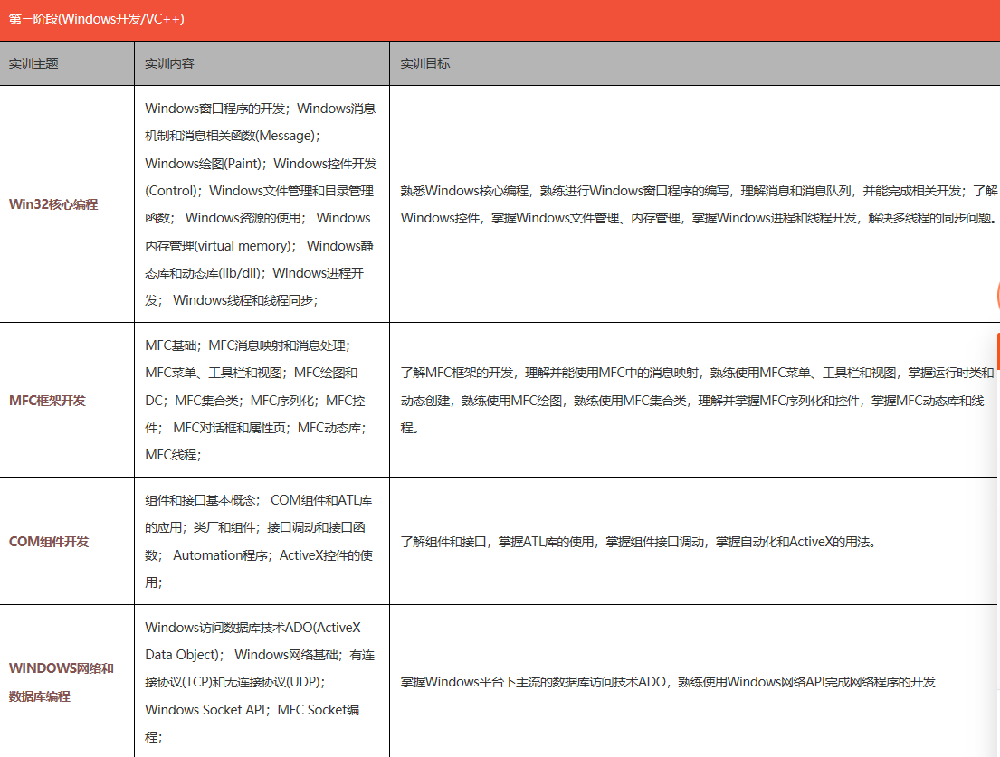 第三阶段(Windows开发/VC++)
实训主题
实训内容
实训目标
Win32核心编程
Windows窗口程序的开发；Windows消息
机制和消息相关函数(Message)；
Windows绘图(Paint)；Windows控件开发
(Control)；Windows文件管理和目录管理
函数； Windows资源的使用； Windows
内存管理(virtual memory)； Windows静
态库和动态库(lib/dll)；Windows进程开
发； Windows线程和线程同步；
熟悉Windows核心编程，熟练进行Windows窗口程序的编写，理解消息和消息队列，并能完成相关开发；了解
Windows控件，掌握Windows文件管理、内存管理，掌握Windows进程和线程开发，解决多线程的同步问题。
MFC框架开发
MFC基础；MFC消息映射和消息处理；
MFC菜单、工具栏和视图；MFC绘图和
DC；MFC集合类；MFC序列化；MFC控
件； MFC对话框和属性页；MFC动态库；
MFC线程；
了解MFC框架的开发，理解并能使用MFC中的消息映射，熟练使用MFC菜单、工具栏和视图，掌握运行时类和
动态创建，熟练使用MFC绘图，熟练使用MFC集合类，理解并掌握MFC序列化和控件，掌握MFC动态库和线
程。
COM组件开发
组件和接口基本概念； COM组件和ATL库
的应用；类厂和组件；接口调动和接口函
数； Automation程序；ActiveX控件的使
用；
了解组件和接口，掌握ATL库的使用，掌握组件接口调动，掌握自动化和ActiveX的用法。
WINDOWS网络和
数据库编程
Windows访问数据库技术ADO(ActiveX
Data Object)； Windows网络基础；有连
接协议(TCP)和无连接协议(UDP)；
Windows Socket API；MFC Socket编
程；
掌握Windows平台下主流的数据库访问技术ADO，熟练使用Windows网络API完成网络程序的开发